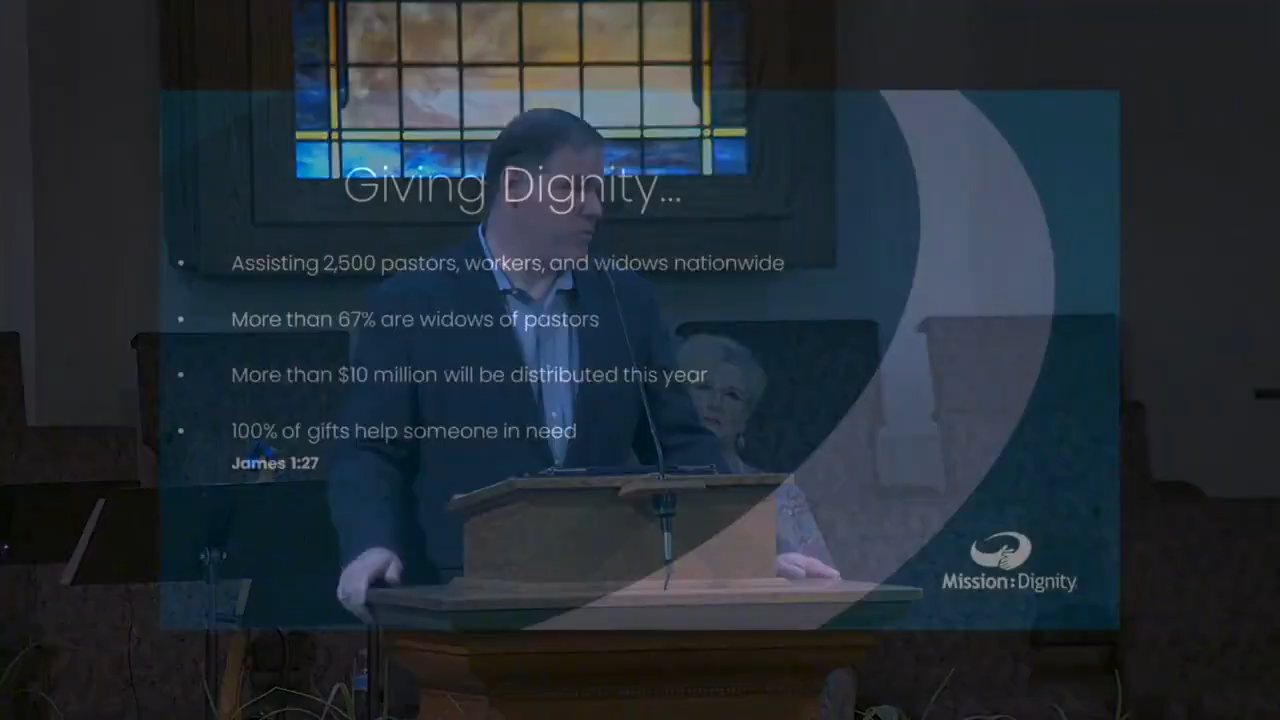 Giving Dignity...
• Assisting 2,500 pastors, workers, and widows nationwide
• More than 67% are widows of pastors
• More than $10 million will be distributed this year
• 100% of gifts help someone in need
James 1:27
Mission:Dignity